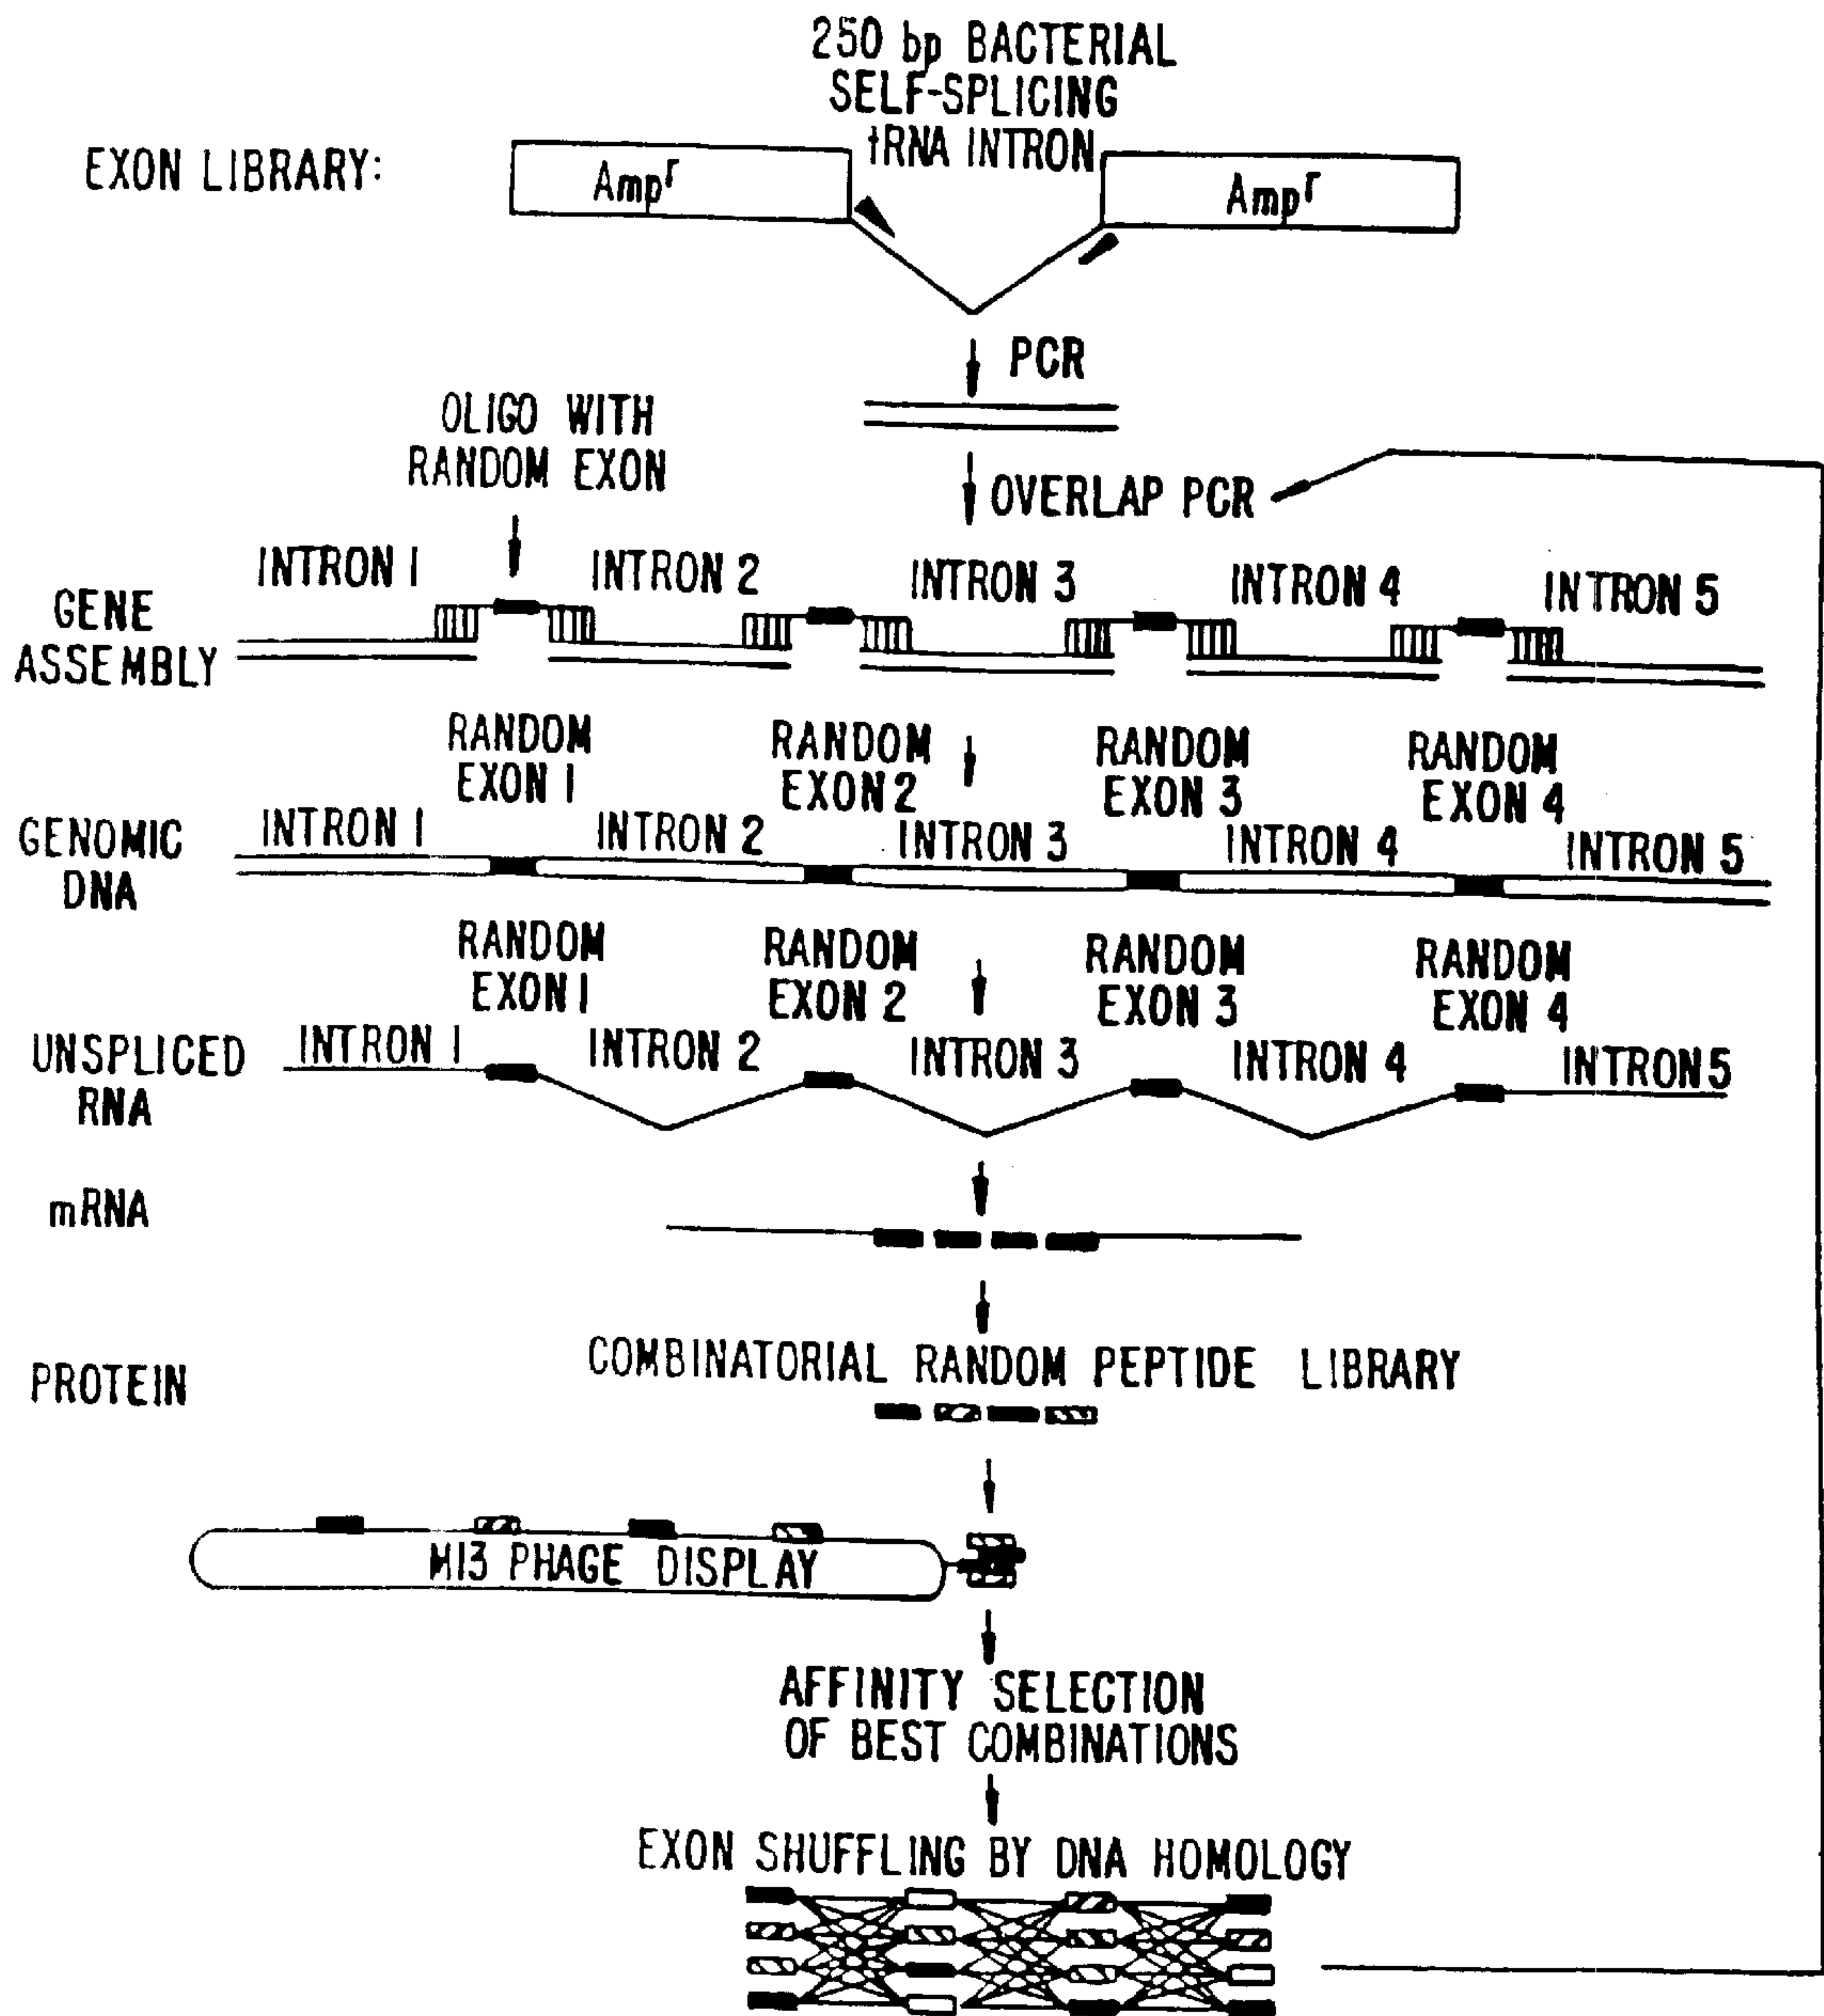 250 bp BACTERIAL
SELF-SPLICING
tRNA INTRON
EXON LIBRARY:
Ampr
Ampr
PCR
OLIGO WITH
RANDOM EXON
OVERLAP PCR
INTRON 1
INTRON 2
INTRON 3
INTRON 4
INTRON 5
GENE
ASSEMBLY
RANDOM
EXON 1
RANDOM
EXON 2
RANDOM
EXON 3
RANDOM
EXON 4
GENOMIC
DNA
INTRON 1
INTRON 2
INTRON 3
INTRON 4
INTRON 5
RANDOM
EXON 1
RANDOM
EXON 2
RANDOM
EXON 3
RANDOM
EXON 4
UNSPLICED
RNA
INTRON 1
INTRON 2
INTRON 3
INTRON 4
INTRON 5
mRNA
PROTEIN
COMBINATORIAL RANDOM PEPTIDE LIBRARY
M13 PHAGE DISPLAY
AFFINITY SELECTION
OF BEST COMBINATIONS
EXON SHUFFLING BY DNA HOMOLOGY